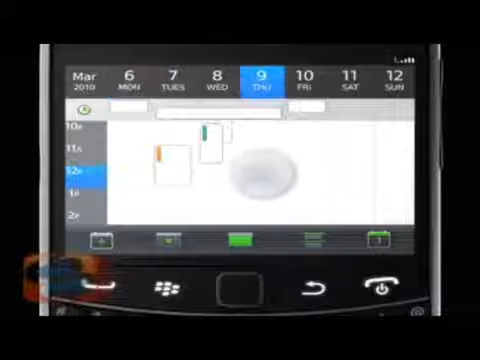 Mar 6 7 8 9 10 11 12
2010 MON TUES WED THU FRI SAT SUN
10a
11a
12p
1p
2p
1